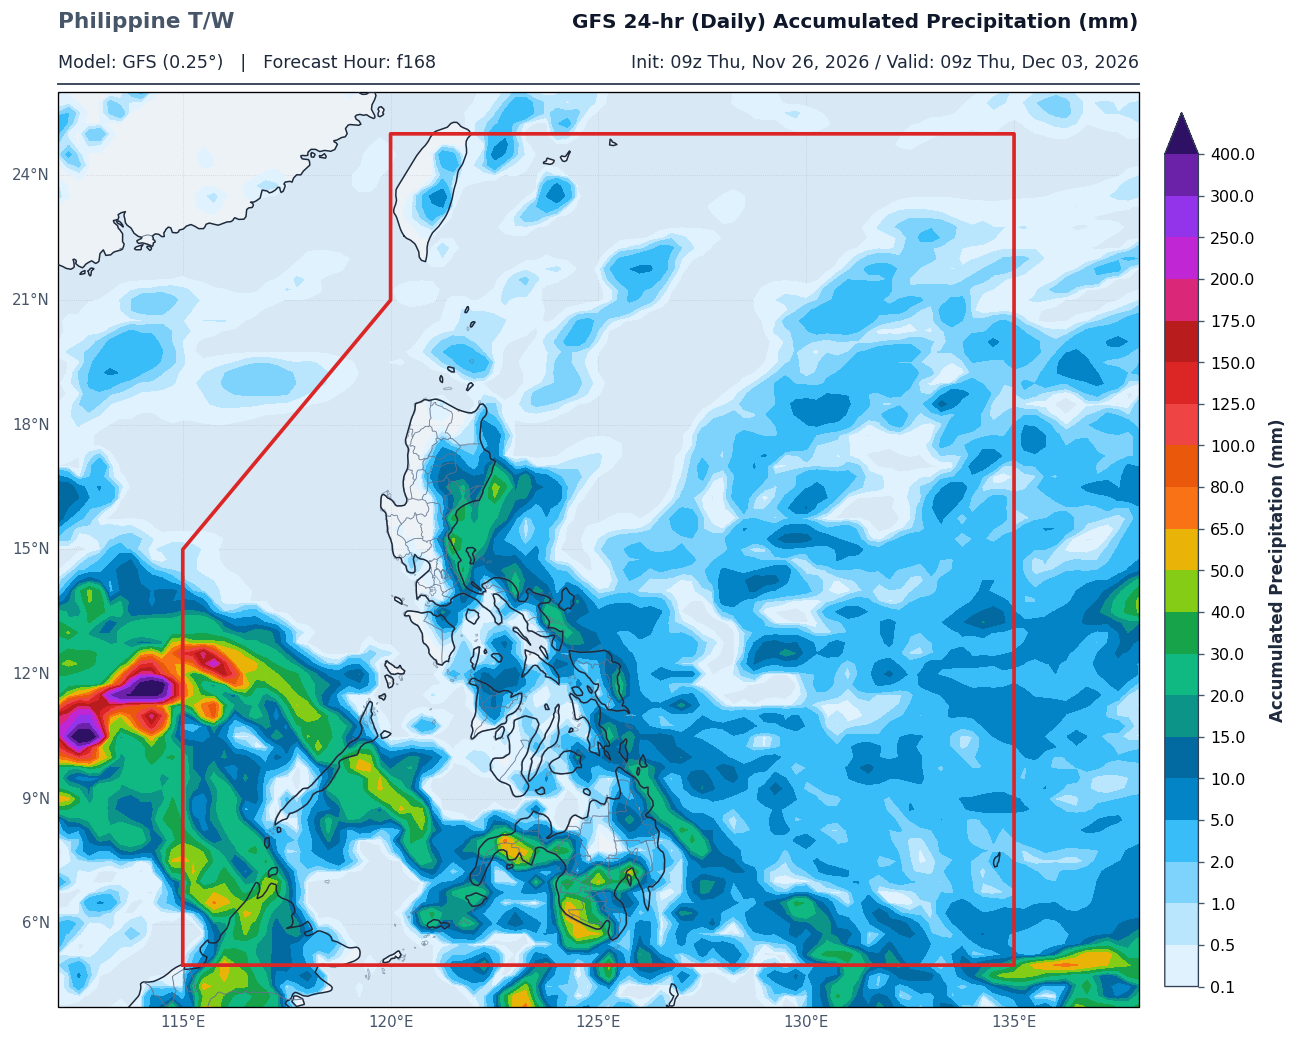 Philippine T/W
GFS 24-hr (Daily) Accumulated Precipitation (mm)
Model: GFS (0.25°)   |   Forecast Hour: f168
Init: 09z Thu, Nov 26, 2026 / Valid: 09z Thu, Dec 03, 2026
24°N
21°N
18°N
15°N
12°N
9°N
6°N
115°E
120°E
125°E
130°E
135°E
400.0
300.0
250.0
200.0
175.0
150.0
125.0
100.0
80.0
65.0
50.0
40.0
30.0
20.0
15.0
10.0
5.0
2.0
1.0
0.5
0.1
Accumulated Precipitation (mm)